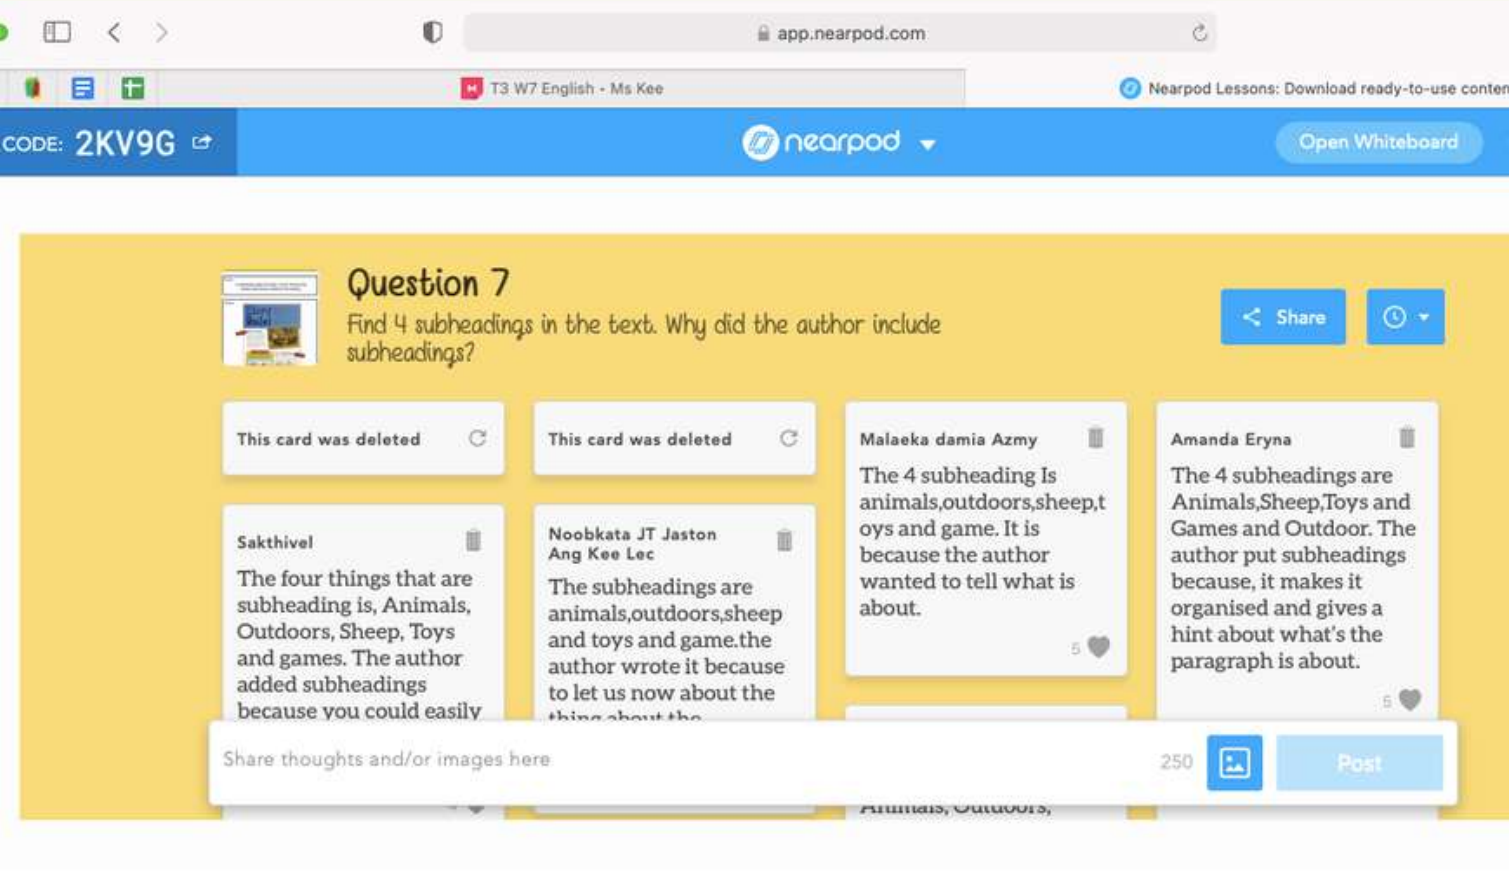 app.nearpod.com
T3 W7 English - Ms Kee
Nearpod Lessons: Download ready-to-use conten
CODE: 2KV9G
nearpod
Open Whiteboard
Question 7
Find 4 subheadings in the text. Why did the author include
subheadings?
Share
This card was deleted
This card was deleted
Malaeka damia Azmy
The 4 subheading Is
animals,outdoors,sheep,t
oys and game. It is
because the author
wanted to tell what is
about.
5
Amanda Eryna
The 4 subheadings are
Animals,Sheep,Toys and
Games and Outdoor. The
author put subheadings
because, it makes it
organised and gives a
hint about what's the
paragraph is about.
5
Sakthivel
The four things that are
subheading is, Animals,
Outdoors, Sheep, Toys
and games. The author
added subheadings
because you could easily
Noobkata JT Jaston
Ang Kee Lec
The subheadings are
animals,outdoors,sheep
and toys and game.the
author wrote it because
to let us now about the
thing about the
Share thoughts and/or images here
250
Post
Animals, Outdoors,